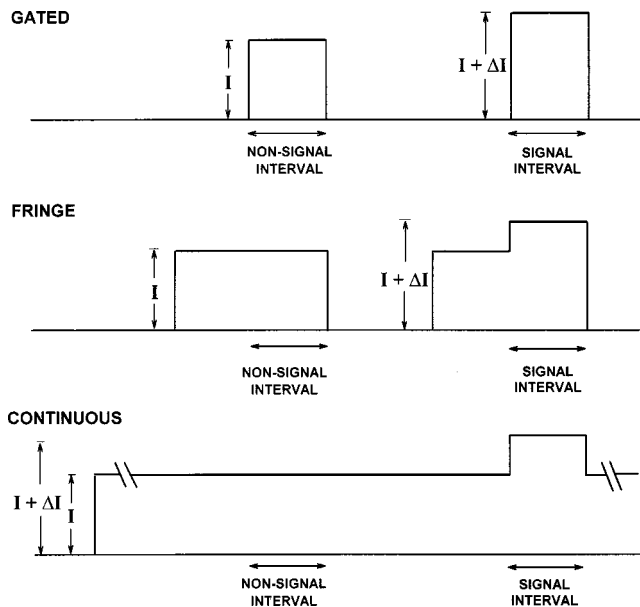 GATED
I
I + ΔI
NON-SIGNAL
INTERVAL
SIGNAL
INTERVAL
FRINGE
I
I + ΔI
NON-SIGNAL
INTERVAL
SIGNAL
INTERVAL
CONTINUOUS
I + ΔI
I
NON-SIGNAL
INTERVAL
SIGNAL
INTERVAL